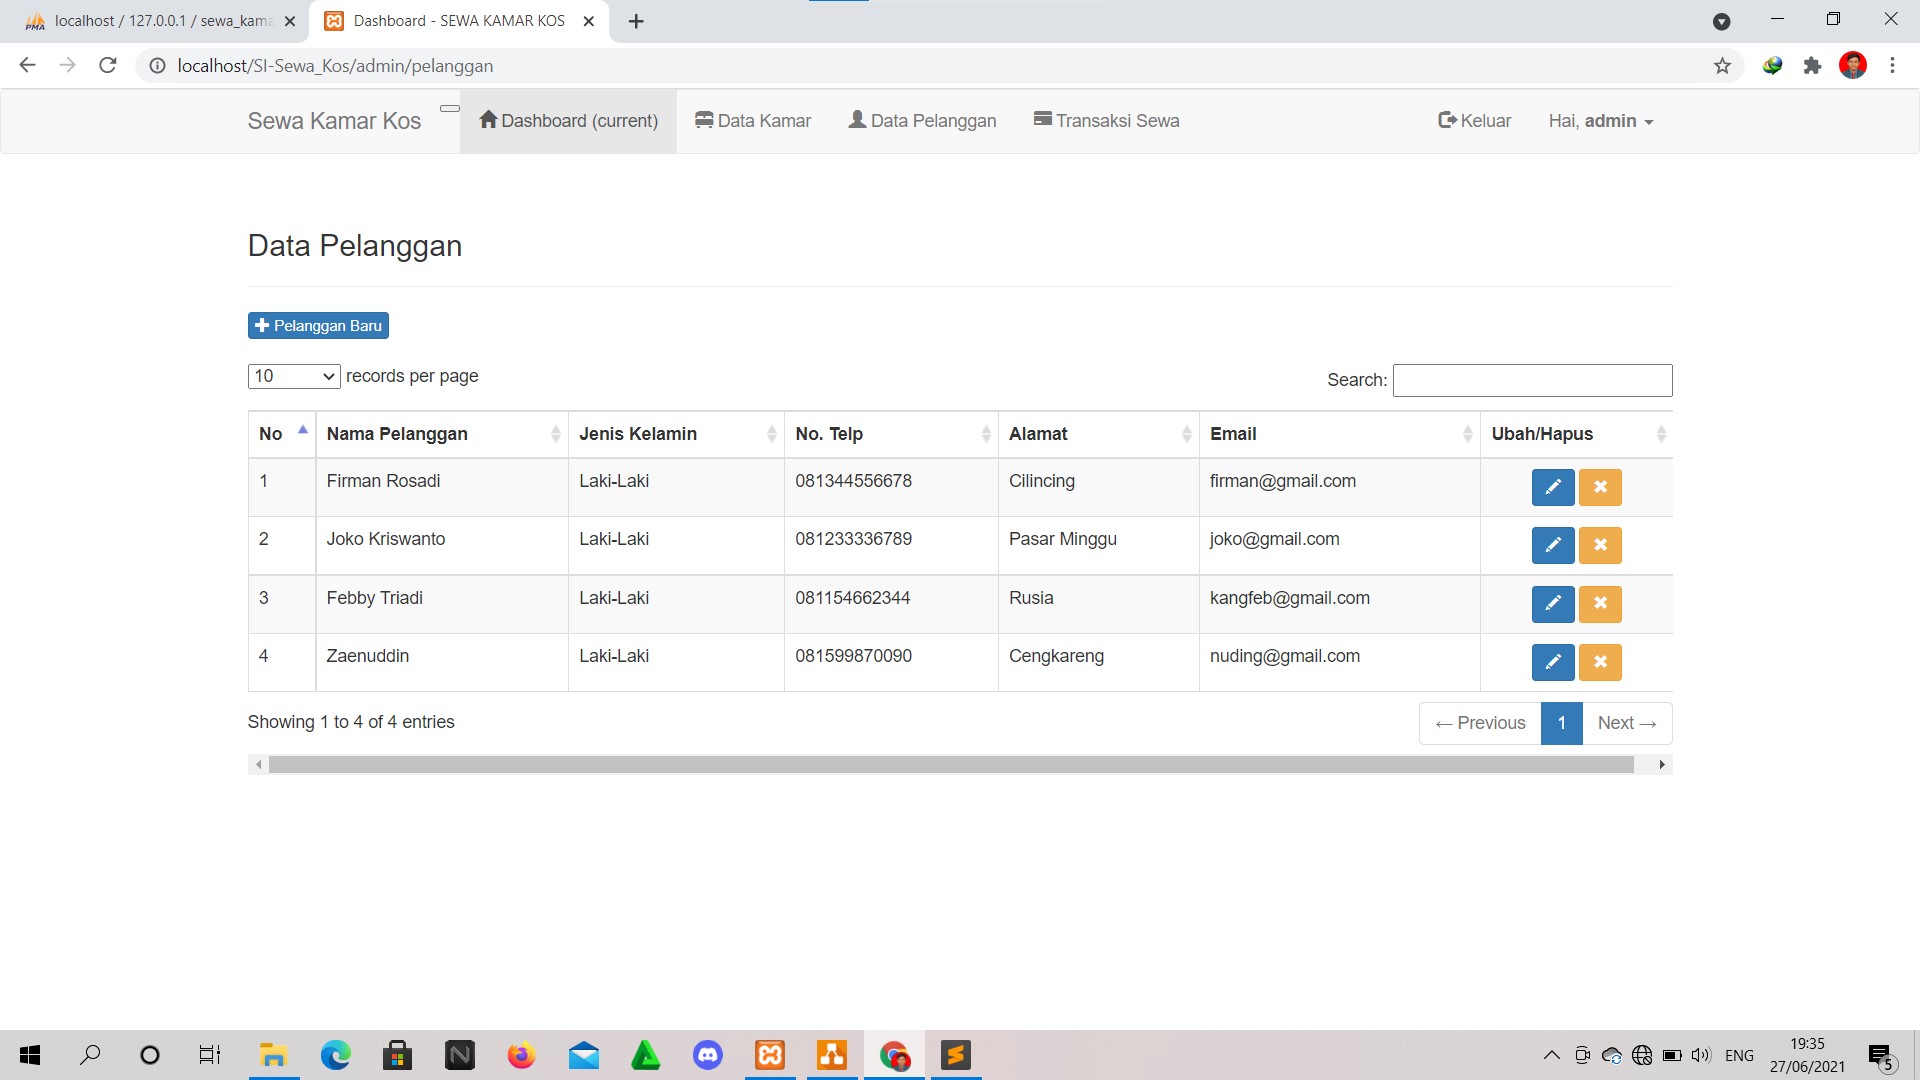 localhost / 127.0.0.1 / sewa_kama
Dashboard - SEWA KAMAR KOS
localhost/SI-Sewa_Kos/admin/pelanggan
Sewa Kamar Kos
Dashboard (current)
Data Kamar
Data Pelanggan
Transaksi Sewa
Keluar
Hai, admin
Data Pelanggan
Pelanggan Baru
10 records per page
Search:
No Nama Pelanggan Jenis Kelamin No. Telp Alamat Email Ubah/Hapus
1 Firman Rosadi Laki-Laki 081344556678 Cilincing firman@gmail.com
2 Joko Kriswanto Laki-Laki 081233336789 Pasar Minggu joko@gmail.com
3 Febby Triadi Laki-Laki 081154662344 Rusia kangfeb@gmail.com
4 Zaenuddin Laki-Laki 081599870090 Cengkareng nuding@gmail.com
Showing 1 to 4 of 4 entries
← Previous 1 Next →
ENG
19:35
27/06/2021
5